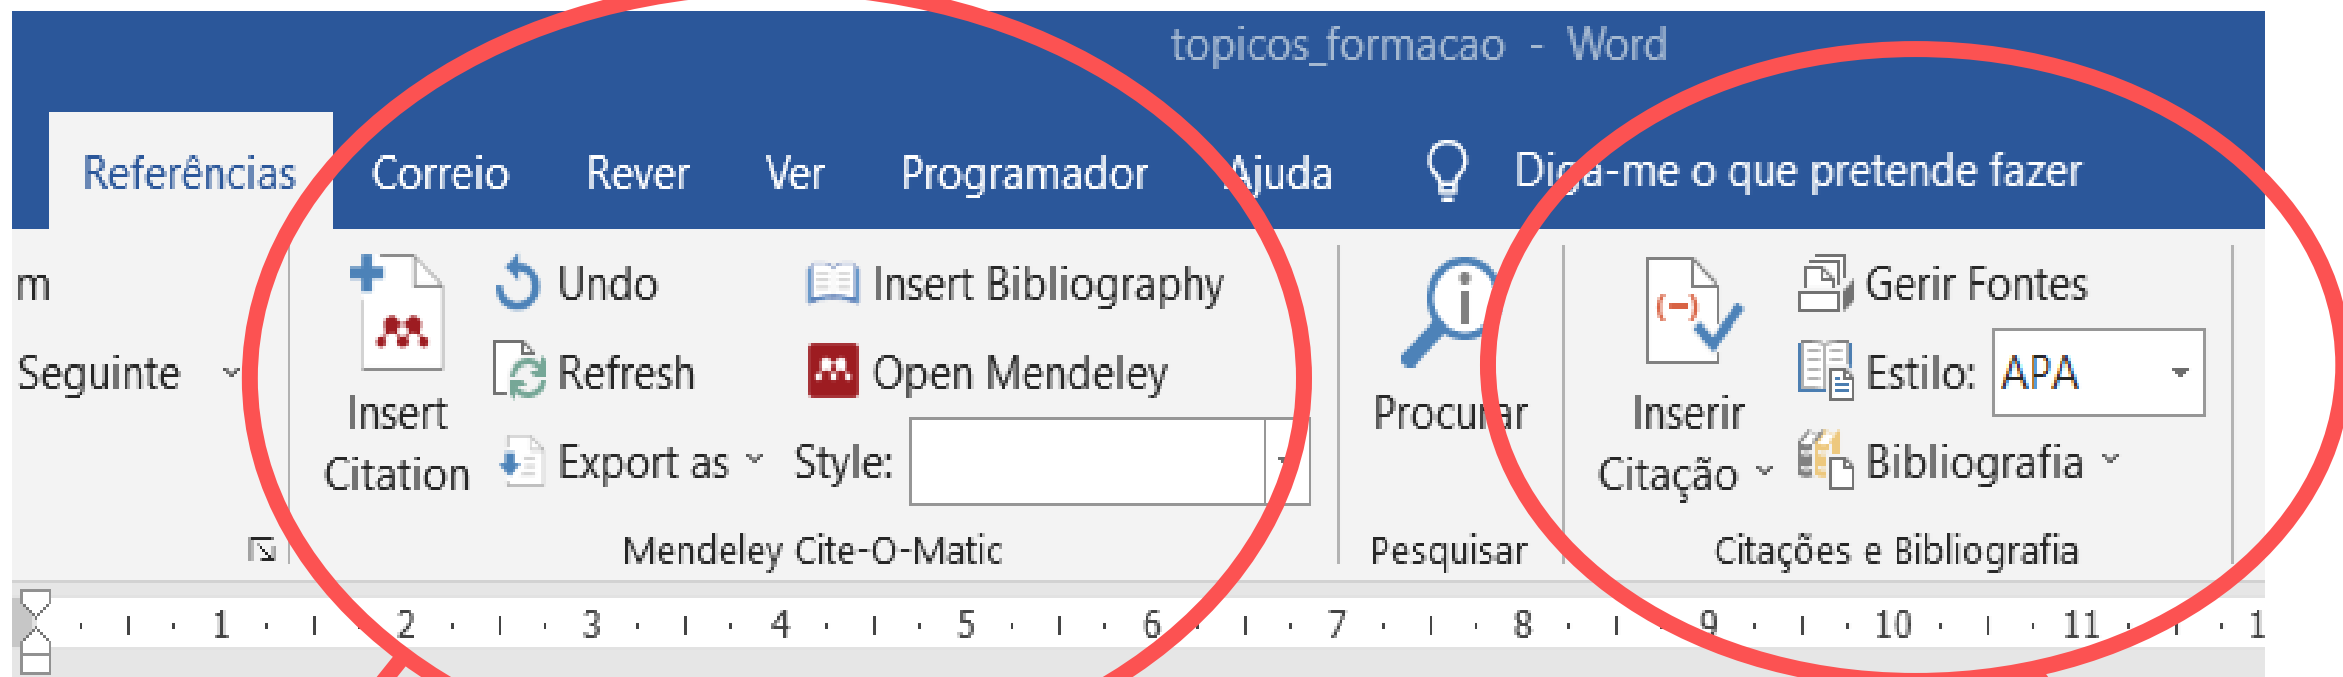 topicos_formacao - Word
Referências Correio Rever Ver Programador Ajuda Diga-me o que pretende fazer
m
Seguinte
Insert
Citation
Undo
Refresh
Export as
Insert Bibliography
Open Mendeley
Style:
Mendeley Cite-O-Matic
Procurar
Pesquisar
Inserir
Citação
Gerir Fontes
Estilo: APA
Bibliografia
Citações e Bibliografia
1 2 3 4 5 6 7 8 9 10 11 1